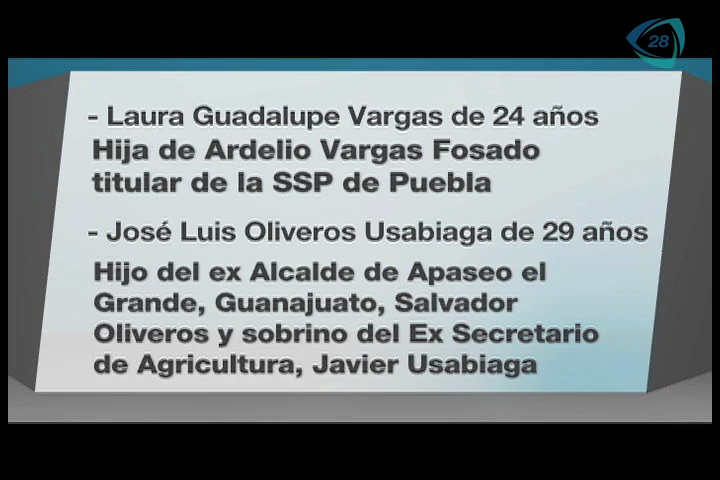 28
- Laura Guadalupe Vargas de 24 años
Hija de Ardelio Vargas Fosado
titular de la SSP de Puebla
- José Luis Oliveros Usabiaga de 29 años
Hijo del ex Alcalde de Apaseo el
Grande, Guanajuato, Salvador
Oliveros y sobrino del Ex Secretario
de Agricultura, Javier Usabiaga